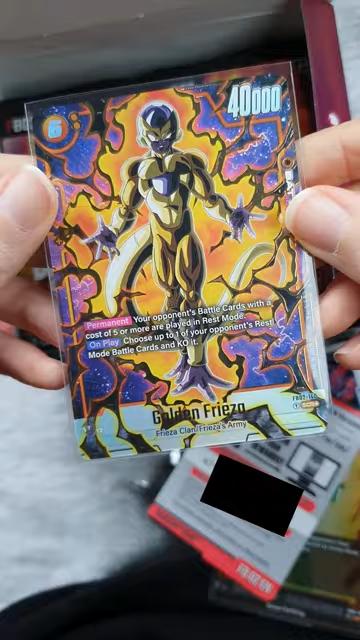 6
40000
Permanent Your opponent's Battle Cards with a
cost of 5 or more are played in Rest Mode.
On Play Choose up to 1 of your opponent's Rest
Mode Battle Cards and KO it.
Golden Frieza
Frieza Clan/Frieza's Army